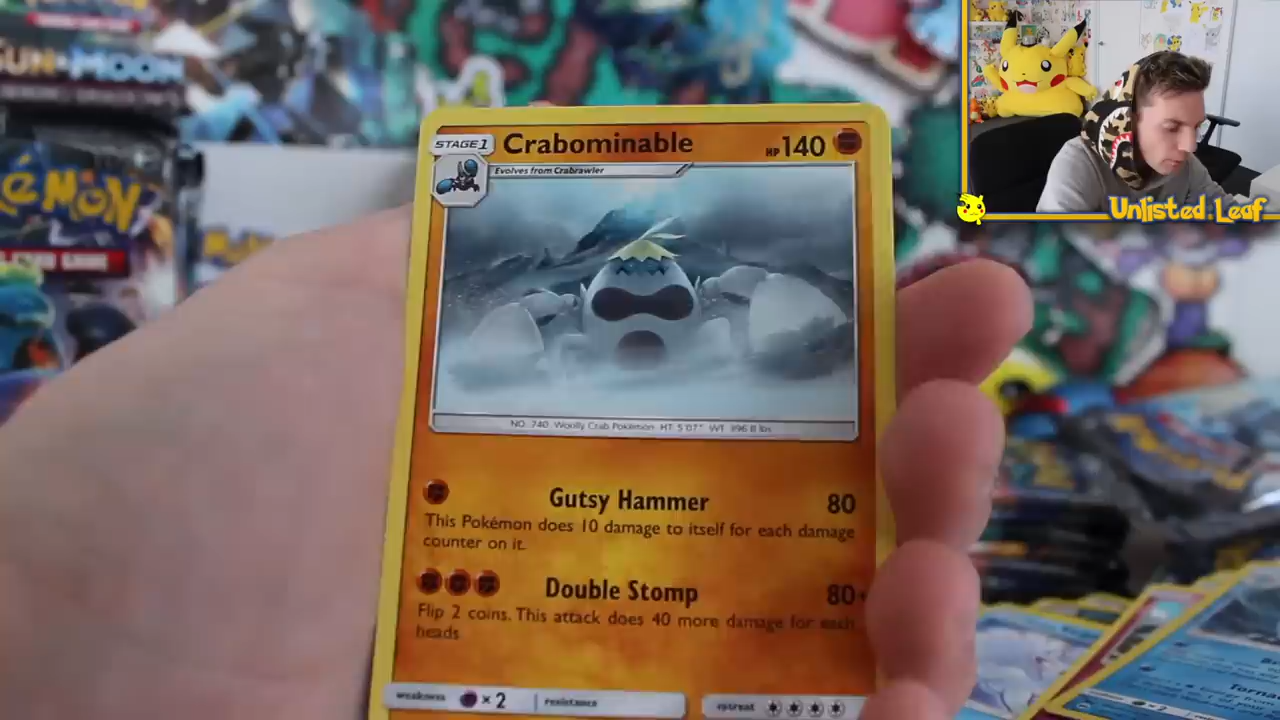 SUN & MOON
POKÉMON
STAGE 1 Crabominable HP 140
Evolves from Crabrawler
Unlisted Leaf
NO. 740 Woolly Crab Pokémon HT 5'07" WT 396.8 lbs
Gutsy Hammer 80
This Pokémon does 10 damage to itself for each damage
counter on it.
Double Stomp 80+
Flip 2 coins. This attack does 40 more damage for each
heads.
weakness ×2 resistance retreat